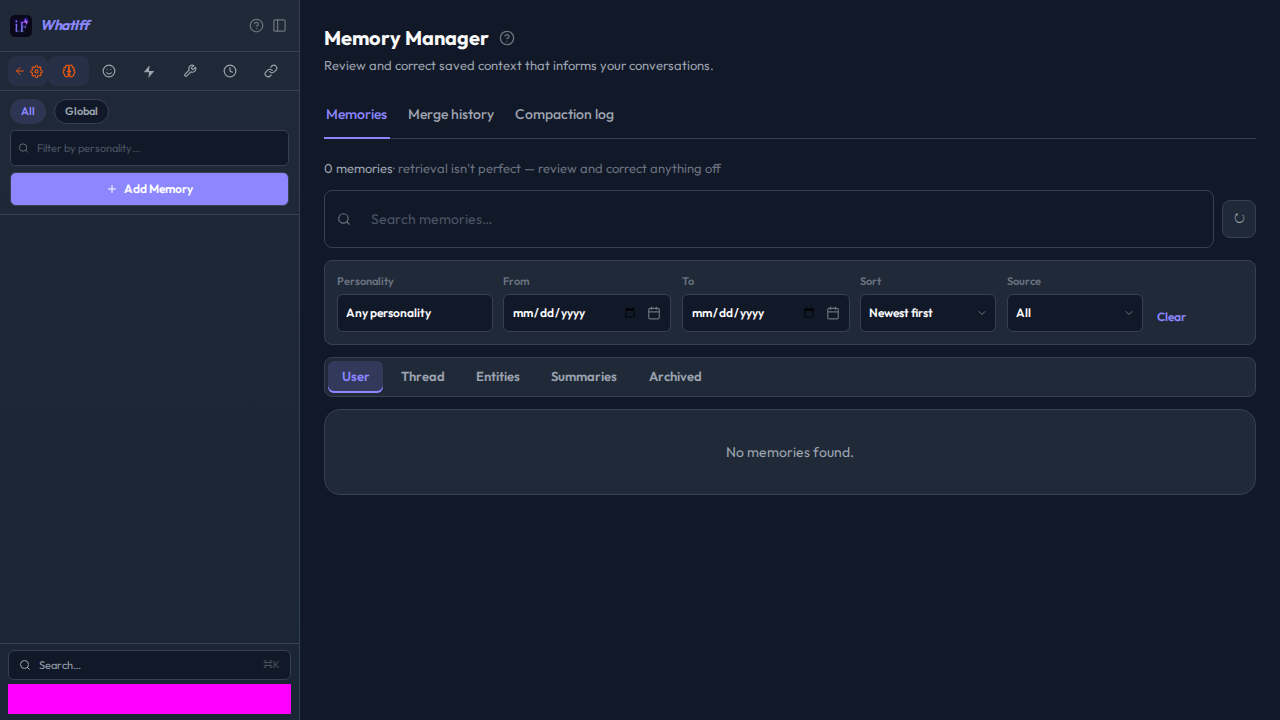 WhatIff
All
Global
Filter by personality...
+ Add Memory
Search...
⌘K
Memory Manager
Review and correct saved context that informs your conversations.
Memories
Merge history
Compaction log
0 memories· retrieval isn't perfect — review and correct anything off
Search memories...
Personality
From
To
Sort
Source
Any personality
mm/dd/yyyy
mm/dd/yyyy
Newest first
All
Clear
User
Thread
Entities
Summaries
Archived
No memories found.